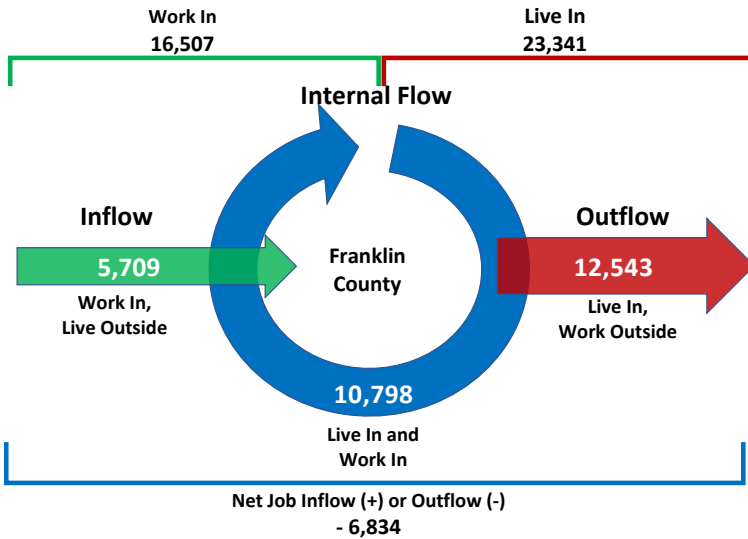 Work In
16,507
Live In
23,341
Internal Flow
Inflow
Outflow
5,709
Franklin
County
12,543
Work In,
Live Outside
Live In,
Work Outside
10,798
Live In and
Work In
Net Job Inflow (+) or Outflow (-)
- 6,834